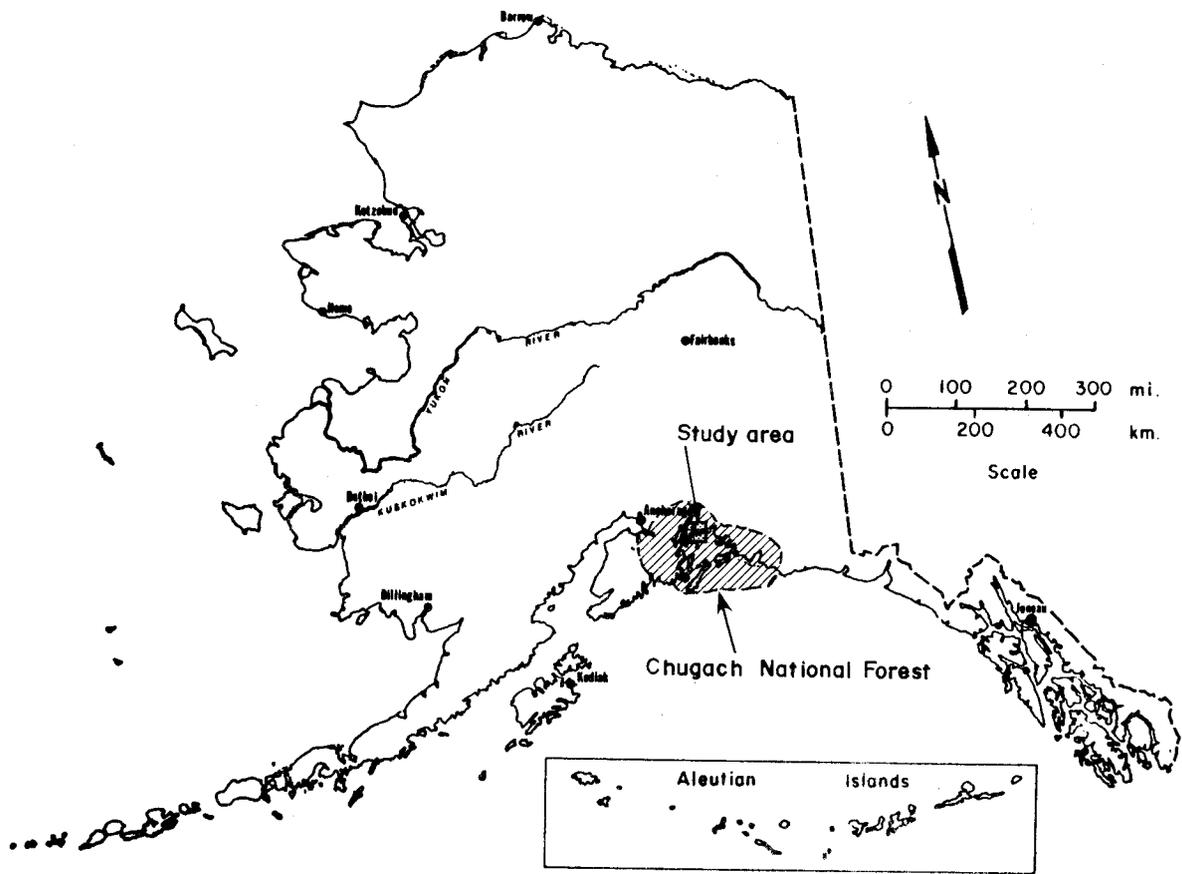 Barrow
Kotzebue
N
Nome
RIVER
Fairbanks
YUKON
0 100 200 300 mi.
0 200 400 km.
Scale
RIVER
Study area
Bethel
KUSKOKWIM
Anchorage
Dillingham
Juneau
Chugach National Forest
Kodiak
Aleutian Islands